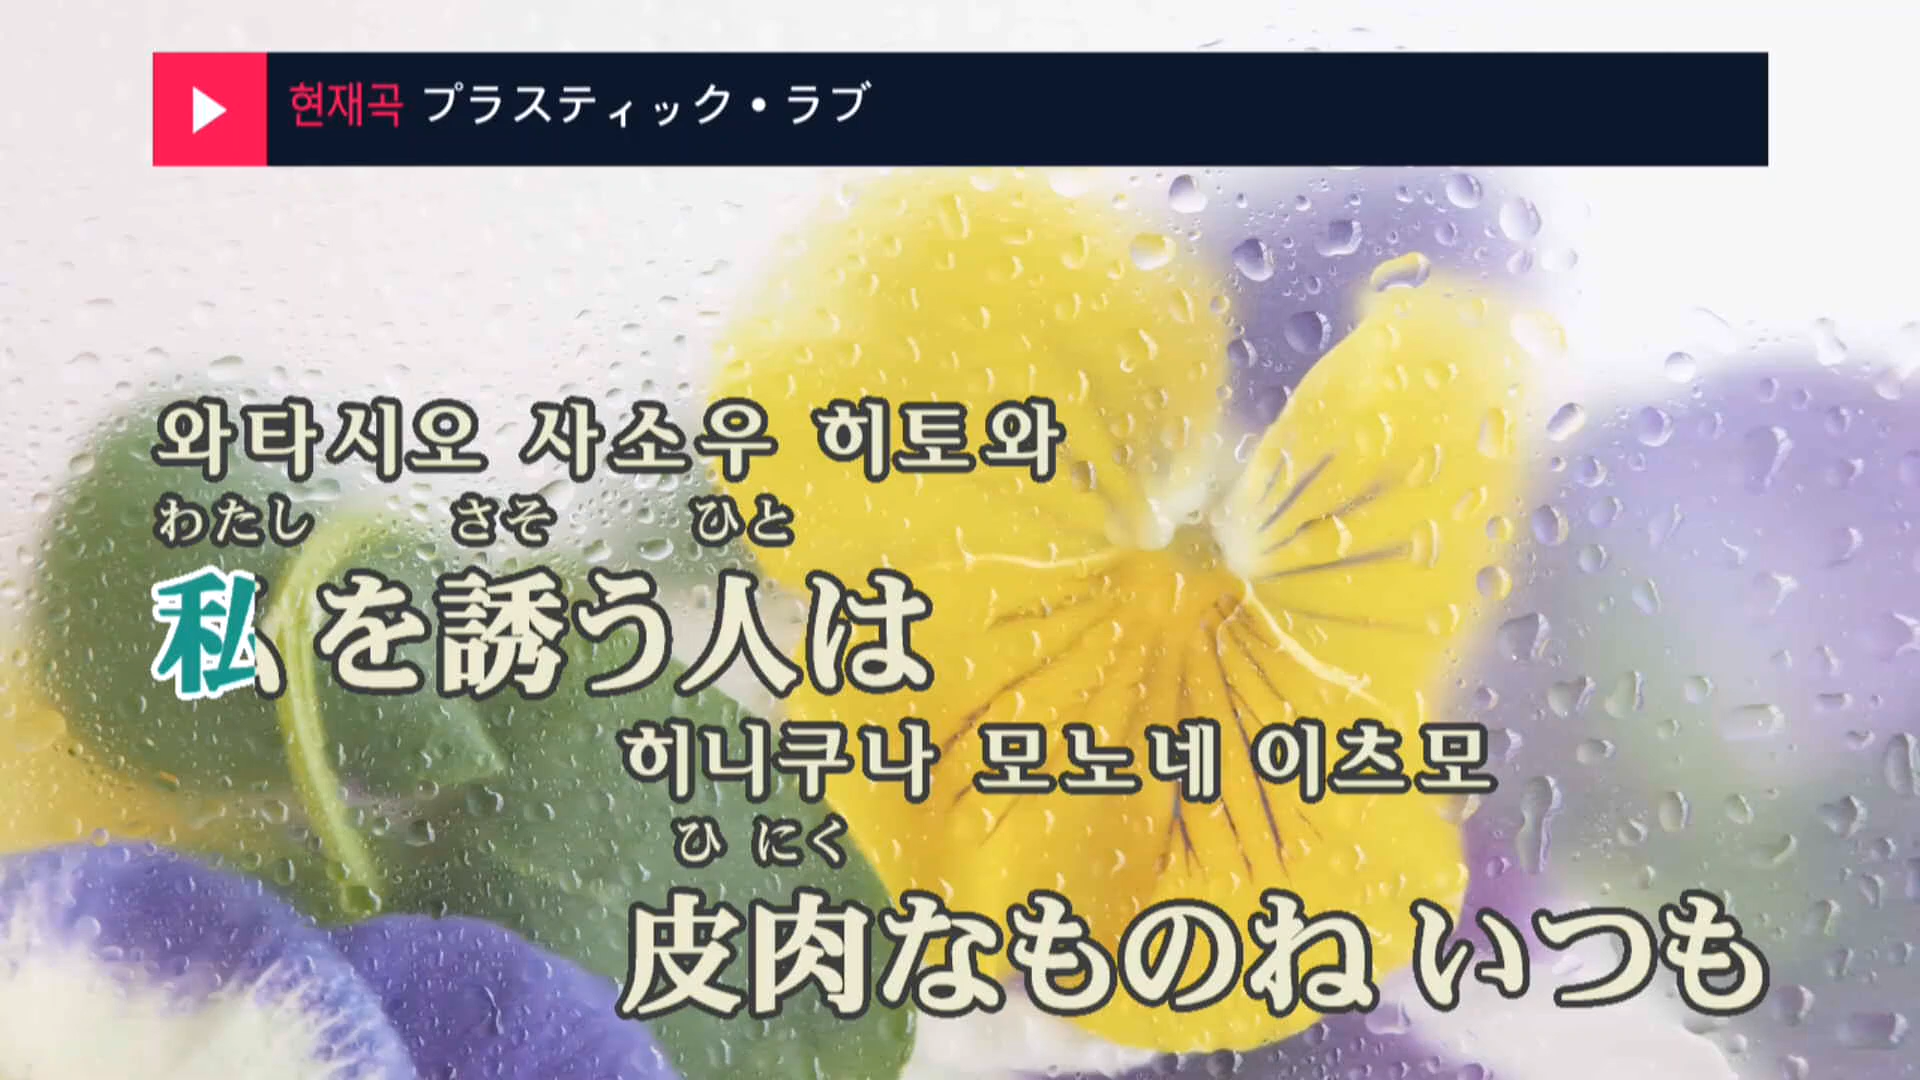 현재곡 プラスティック・ラブ
와타시오 사소우 히토와
わたし さそ ひと
私を誘う人は
히니쿠나 모노네 이츠모
ひ にく
皮肉なものね いつも